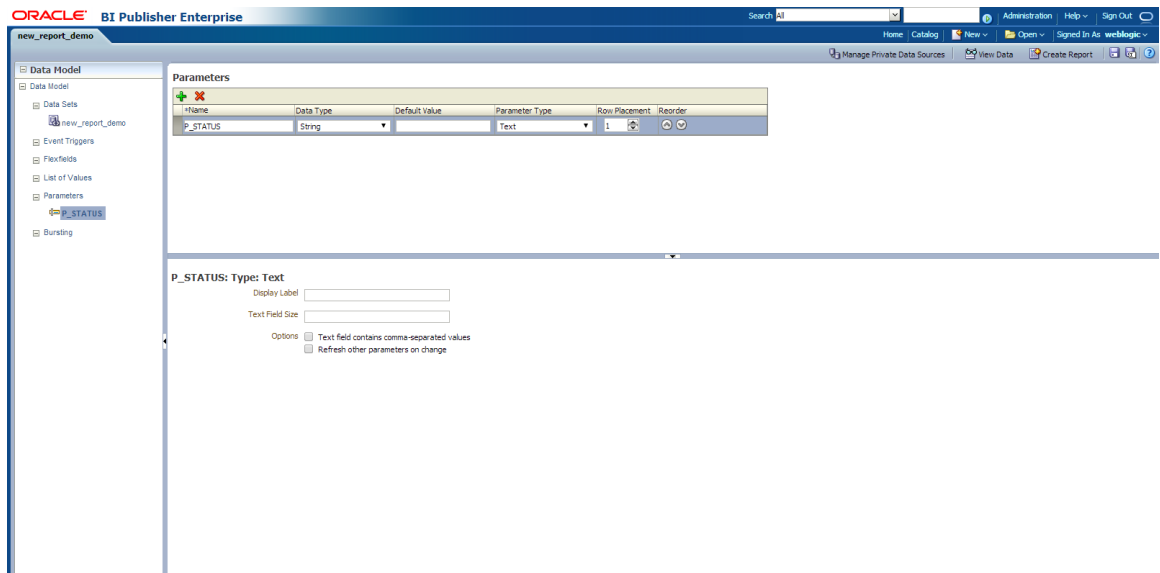 ORACLE BI Publisher Enterprise Search All Administration Help Sign Out
new_report_demo Home Catalog New Open Signed In As weblogic
Manage Private Data Sources View Data Create Report
Data Model
Data Model
Data Sets
new_report_demo
Event Triggers
Flexfields
List of Values
Parameters
P_STATUS
Bursting
Parameters
*Name Data Type Default Value Parameter Type Row Placement Reorder
P_STATUS String Text 1
P_STATUS: Type: Text
Display Label
Text Field Size
Options Text field contains comma-separated values
Refresh other parameters on change